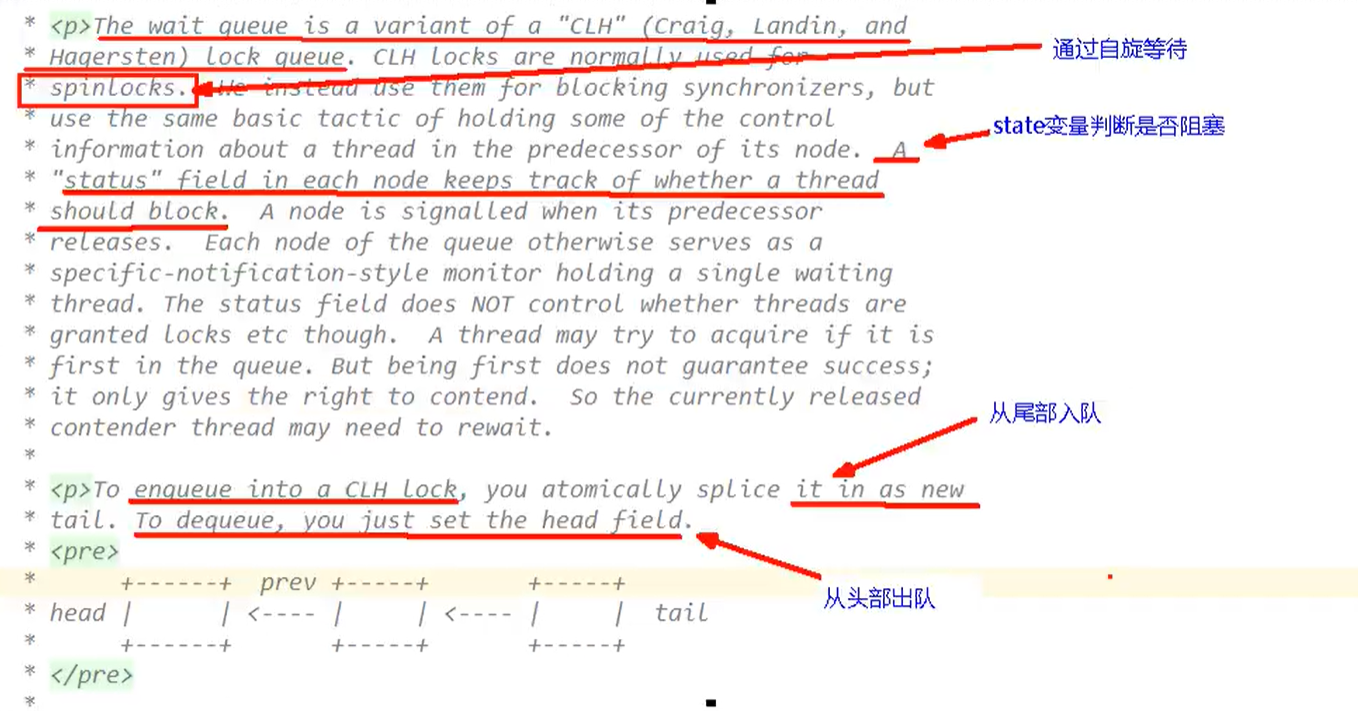 * <p>The wait queue is a variant of a "CLH" (Craig, Landin, and
* Hagersten) lock queue. CLH locks are normally used for
通过自旋等待
* spinlocks.  We instead use them for blocking synchronizers, but
* use the same basic tactic of holding some of the control
state变量判断是否阻塞
* information about a thread in the predecessor of its node.  A
* "status" field in each node keeps track of whether a thread
* should block.  A node is signalled when its predecessor
* releases.  Each node of the queue otherwise serves as a
* specific-notification-style monitor holding a single waiting
* thread. The status field does NOT control whether threads are
* granted locks etc though.  A thread may try to acquire if it is
* first in the queue. But being first does not guarantee success;
* it only gives the right to contend.  So the currently released
从尾部入队
* contender thread may need to rewait.
*
* <p>To enqueue into a CLH lock, you atomically splice it in as new
* tail. To dequeue, you just set the head field.
* <pre>
*      +------+  prev +-----+       +-----+
从头部出队
* head |      | <---- |     | <---- |     |  tail
*      +------+       +-----+       +-----+
* </pre>
*